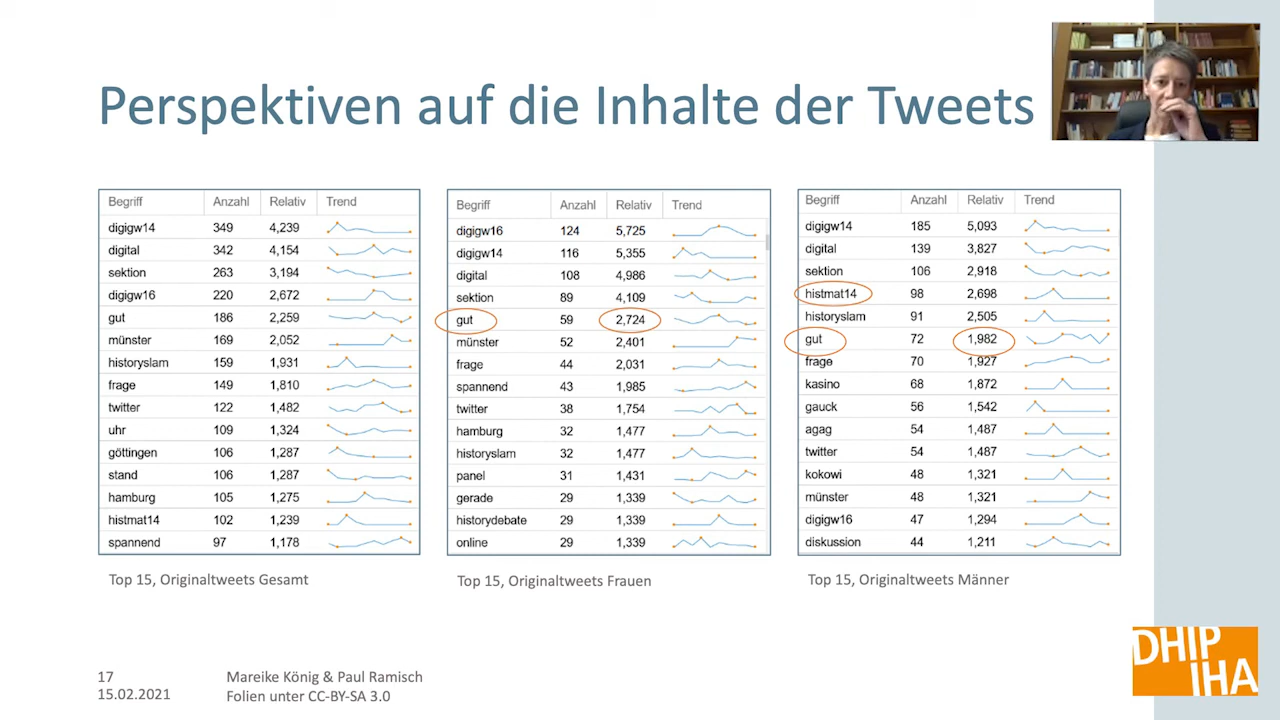 Perspektiven auf die Inhalte der Tweets
Begriff Anzahl Relativ Trend
digigw14 349 4,239
digital 342 4,154
sektion 263 3,194
digigw16 220 2,672
gut 186 2,259
münster 169 2,052
historyslam 159 1,931
frage 149 1,810
twitter 122 1,482
uhr 109 1,324
göttingen 106 1,287
stand 106 1,287
hamburg 105 1,275
histmat14 102 1,239
spannend 97 1,178
Top 15, Originaltweets Gesamt
Begriff Anzahl Relativ Trend
digigw16 124 5,725
digigw14 116 5,355
digital 108 4,986
sektion 89 4,109
gut 59 2,724
münster 52 2,401
frage 44 2,031
spannend 43 1,985
twitter 38 1,754
hamburg 32 1,477
historyslam 32 1,477
panel 31 1,431
gerade 29 1,339
historydebate 29 1,339
online 29 1,339
Top 15, Originaltweets Frauen
Begriff Anzahl Relativ Trend
digigw14 185 5,093
digital 139 3,827
sektion 106 2,918
histmat14 98 2,698
historyslam 91 2,505
gut 72 1,982
frage 70 1,927
kasino 68 1,872
gauck 56 1,542
agag 54 1,487
twitter 54 1,487
kokowi 48 1,321
münster 48 1,321
digigw16 47 1,294
diskussion 44 1,211
Top 15, Originaltweets Männer
17
15.02.2021
Mareike König & Paul Ramisch
Folien unter CC-BY-SA 3.0
DHIP
IHA